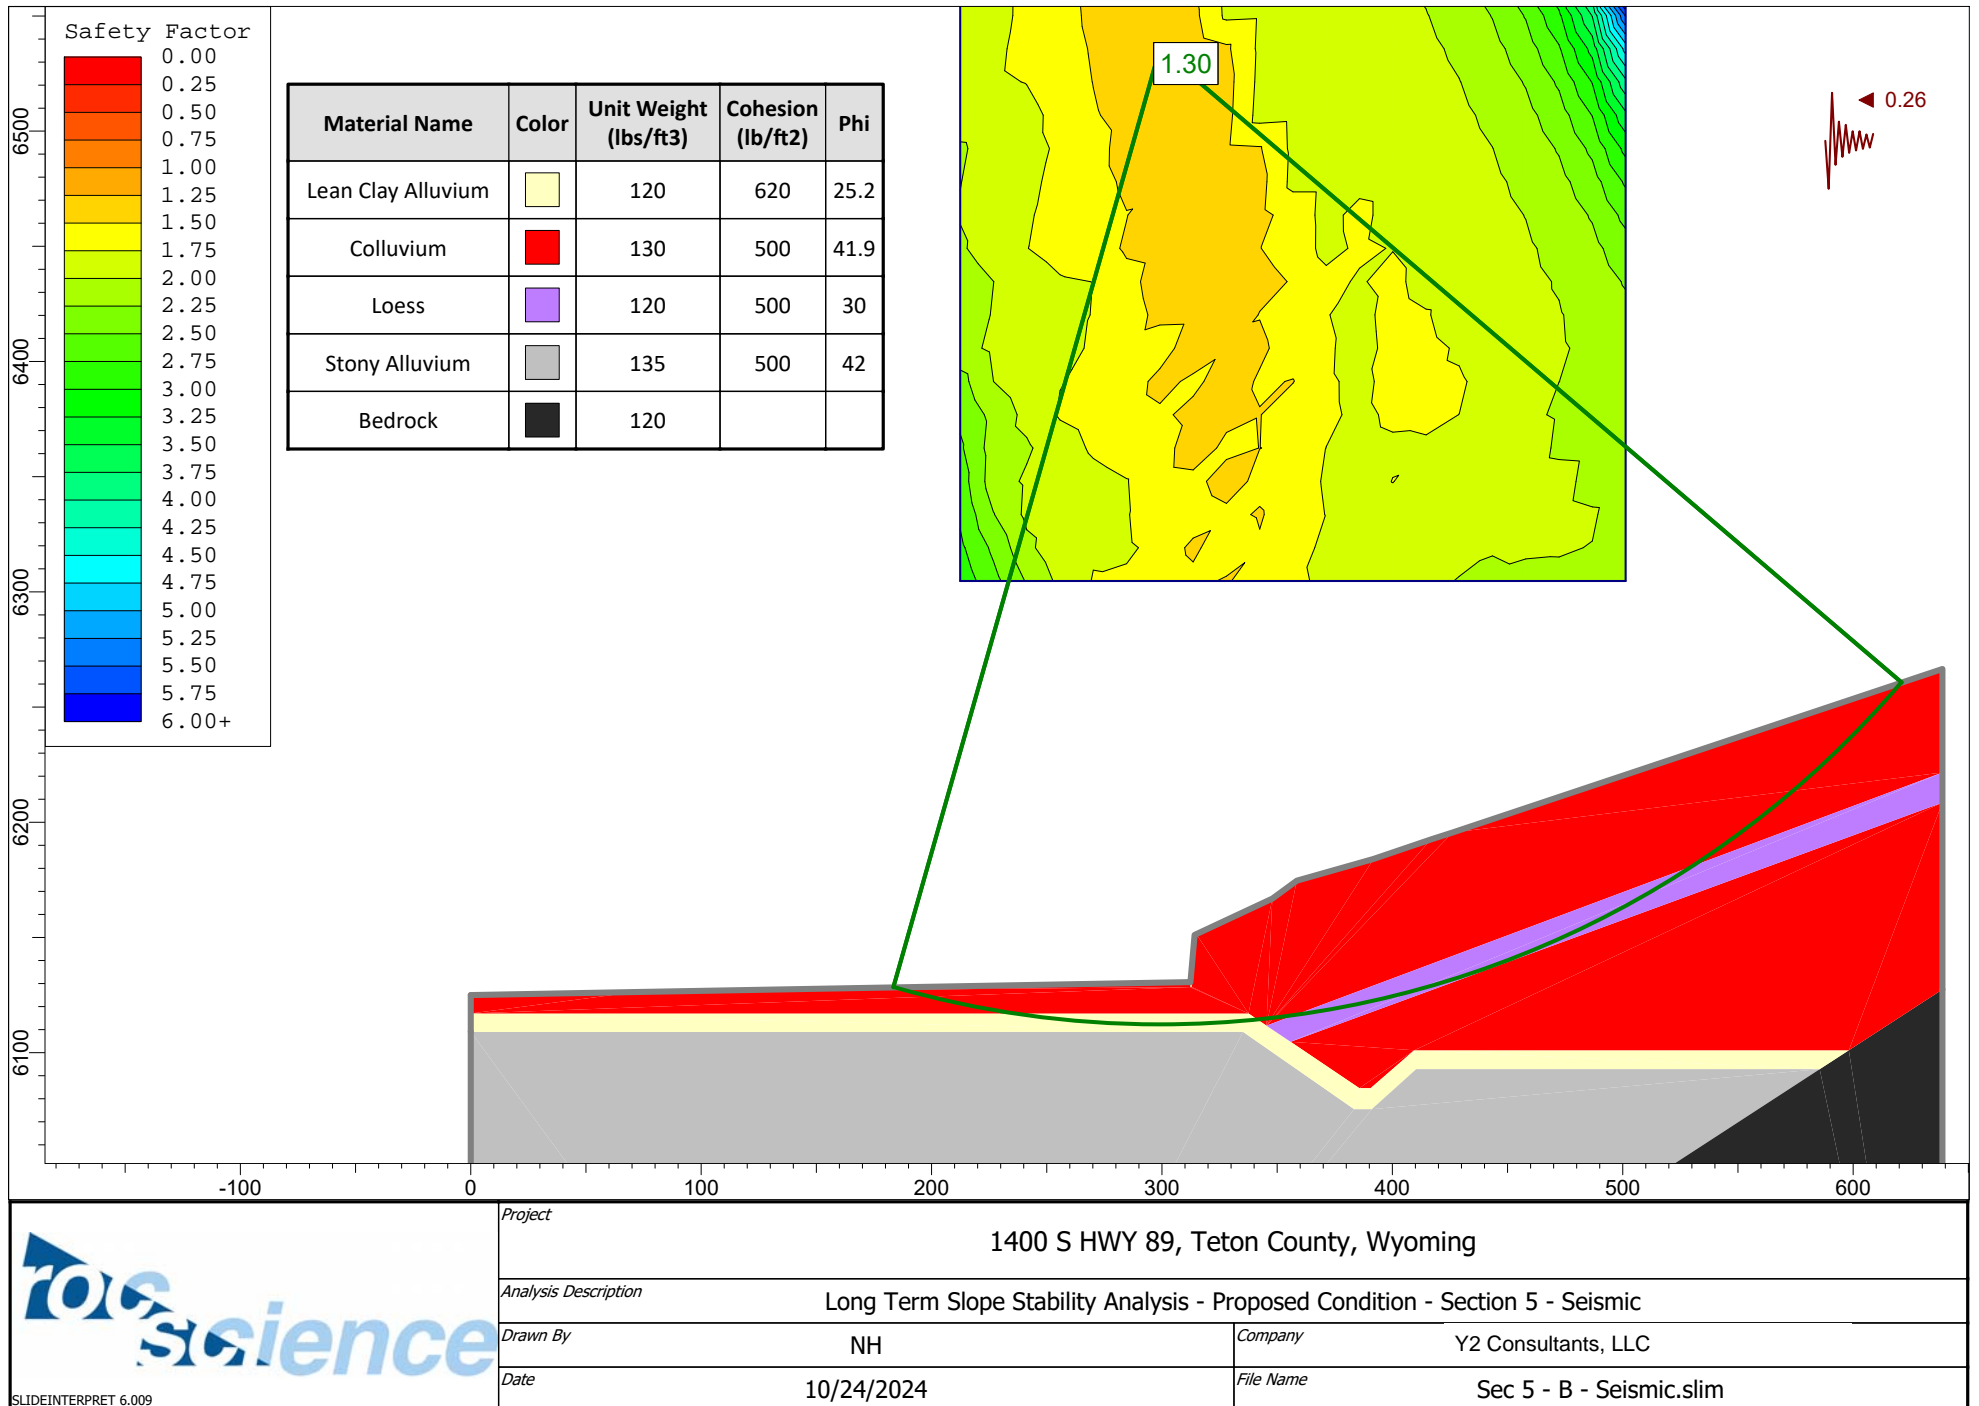 Safety Factor
0.00
0.25
0.50
0.75
1.00
1.25
1.50
1.75
2.00
2.25
2.50
2.75
3.00
3.25
3.50
3.75
4.00
4.25
4.50
4.75
5.00
5.25
5.50
5.75
6.00+
Material Name Color Unit Weight (lbs/ft3) Cohesion (lb/ft2) Phi
Lean Clay Alluvium 120 620 25.2
Colluvium 130 500 41.9
Loess 120 500 30
Stony Alluvium 135 500 42
Bedrock 120
1.30
0.26
6500
6400
6300
6200
6100
-100 0 100 200 300 400 500 600
rocscience
SLIDEINTERPRET 6.009
Project
1400 S HWY 89, Teton County, Wyoming
Analysis Description
Long Term Slope Stability Analysis - Proposed Condition - Section 5 - Seismic
Drawn By NH
Company Y2 Consultants, LLC
Date 10/24/2024
File Name Sec 5 - B - Seismic.slim